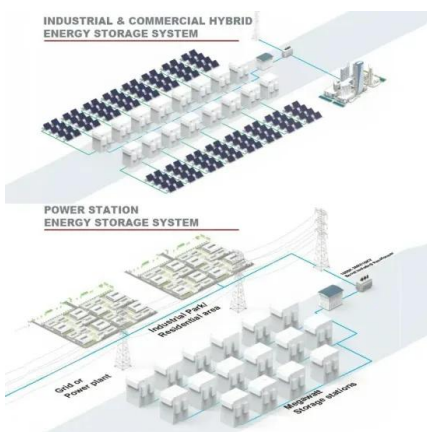 INDUSTRIAL & COMMERCIAL HYBRID
ENERGY STORAGE SYSTEM
POWER STATION
ENERGY STORAGE SYSTEM
Industrial Park/
Residential area
Grid or
Power plant
Megawatt
Storage stations